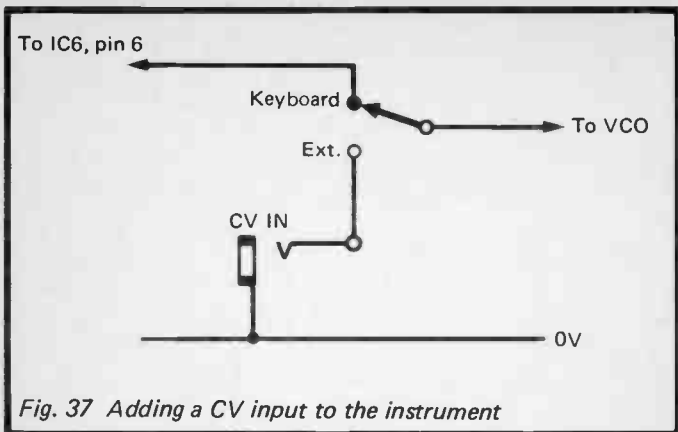 To IC6, pin 6
Keyboard
To VCO
Ext.
CV IN
0V
Fig. 37 Adding a CV input to the instrument